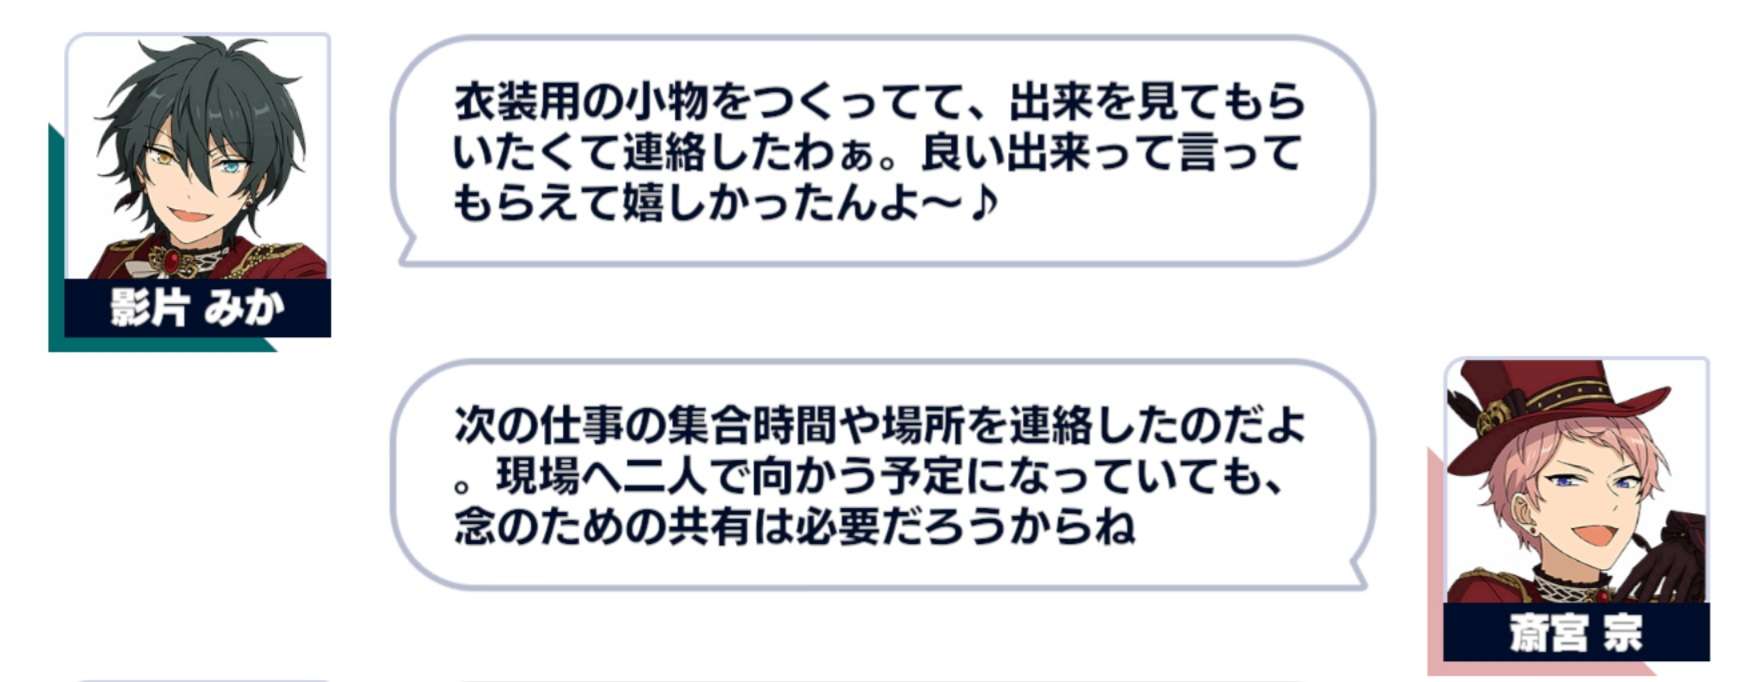 衣装用の小物をつくってて、出来を見てもら
いたくて連絡したわぁ。良い出来って言って
もらえて嬉しかったんよ～♪
影片 みか
次の仕事の集合時間や場所を連絡したのだよ
。現場へ二人で向かう予定になっていても、
念のための共有は必要だろうからね
斎宮 宗